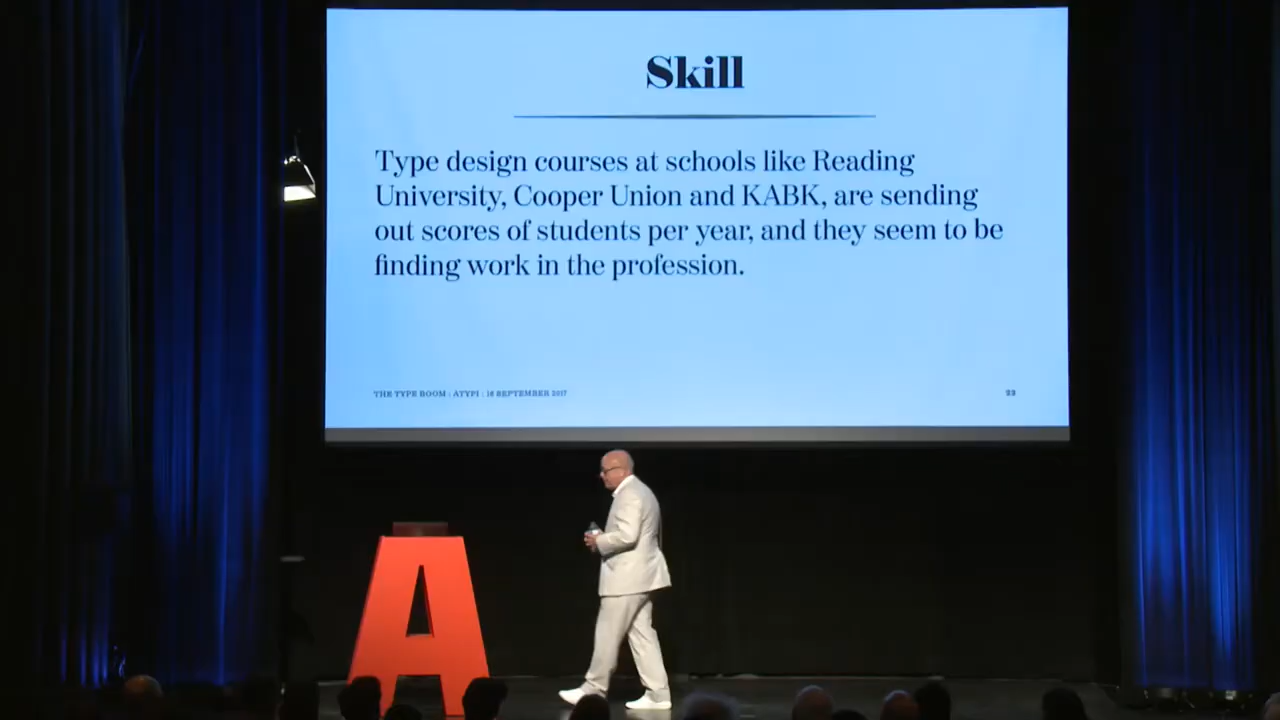 Skill
Type design courses at schools like Reading
University, Cooper Union and KABK, are sending
out scores of students per year, and they seem to be
finding work in the profession.
THE TYPE ROOM : ATYPI : 16 SEPTEMBER 2017
A